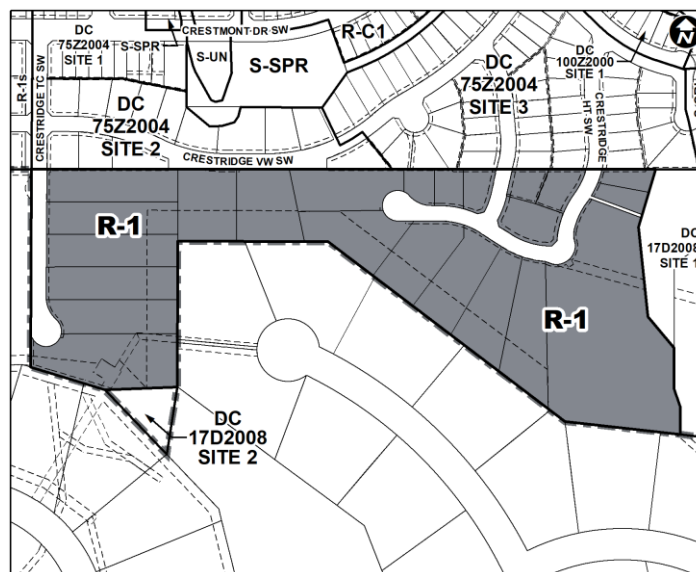 DC
75Z2004
SITE 1
S-SPR
CRESTMONT DR SW
S-UN
S-SPR
R-C1
DC
100Z2000
SITE 1
N
R-1s
CRESTRIDGE TC SW
DC
75Z2004
SITE 2
DC
75Z2004
SITE 3
CRESTRIDGE
HT SW
CRESTRIDGE VW SW
R-1
DC
17D2008
SITE 1
R-1
DC
17D2008
SITE 2